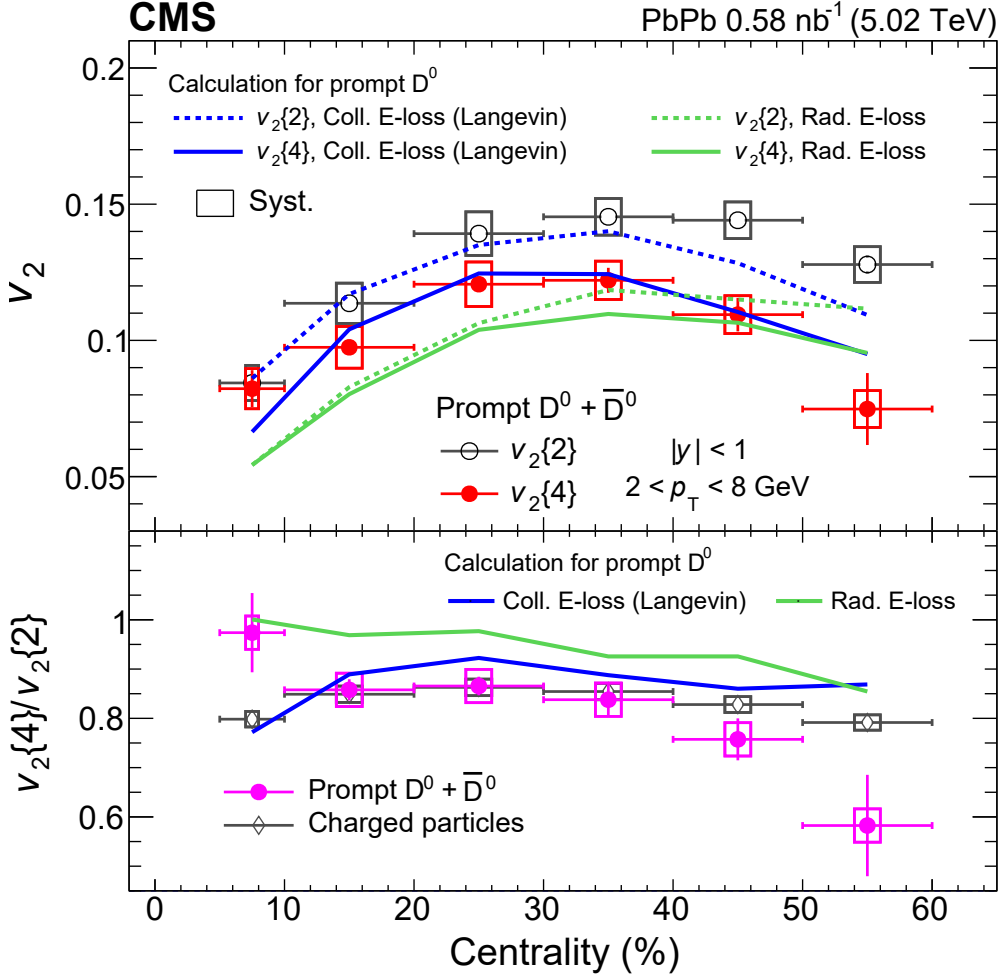 CMS PbPb 0.58 nb⁻¹ (5.02 TeV)
Calculation for prompt D⁰
v₂{2}, Coll. E-loss (Langevin) v₂{2}, Rad. E-loss
v₂{4}, Coll. E-loss (Langevin) v₂{4}, Rad. E-loss
Syst.
0.2
0.15
0.1
0.05
v₂
Prompt D⁰ + D̅⁰
v₂{2} |y| < 1
v₂{4} 2 < p_T < 8 GeV
Calculation for prompt D⁰
Coll. E-loss (Langevin) Rad. E-loss
1
0.8
0.6
v₂{4}/v₂{2}
Prompt D⁰ + D̅⁰
Charged particles
0 10 20 30 40 50 60
Centrality (%)